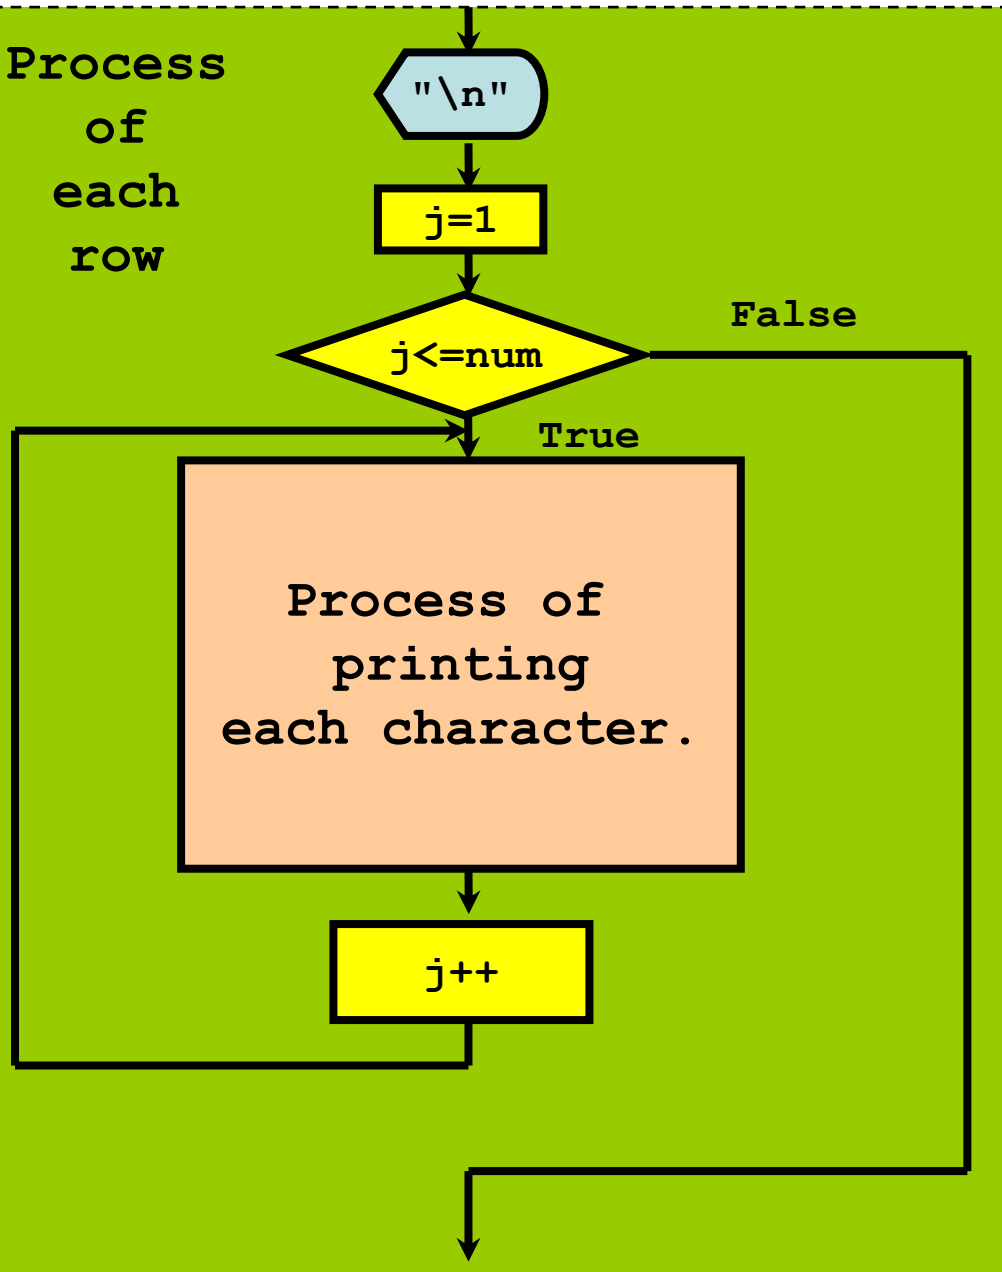 Process
of
each
row
"\n"
j=1
j<=num
False
True
Process of
printing
each character.
j++